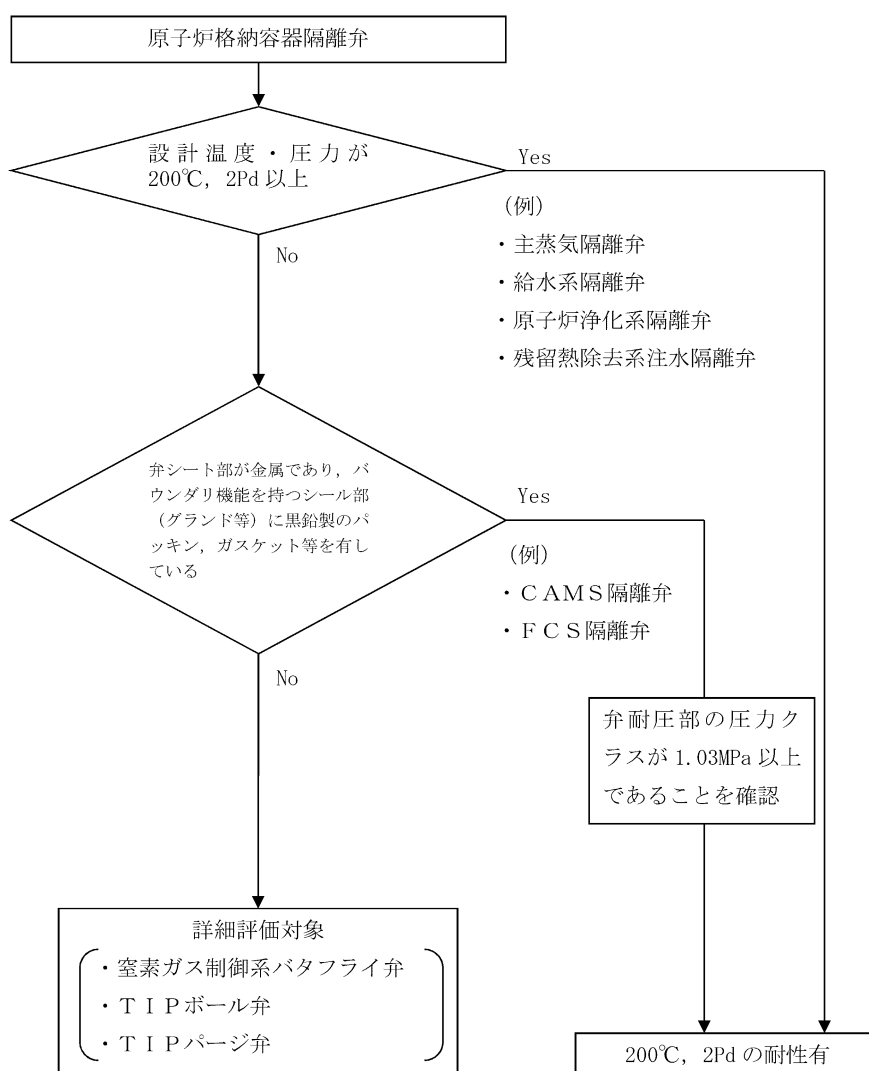 原子炉格納容器隔離弁
設計温度・圧力が
200℃, 2Pd 以上
Yes
(例)
・主蒸気隔離弁
・給水系隔離弁
・原子炉浄化系隔離弁
・残留熱除去系注水隔離弁
No
弁シート部が金属であり，バ
ウンダリ機能を持つシール部
（グランド等）に黒鉛製のパ
ッキン，ガスケット等を有し
ている
Yes
(例)
・ＣＡＭＳ隔離弁
・ＦＣＳ隔離弁
No
弁耐圧部の圧力ク
ラスが 1.03MPa 以上
であることを確認
詳細評価対象
・窒素ガス制御系バタフライ弁
・ＴＩＰボール弁
・ＴＩＰパージ弁
200℃, 2Pd の耐性有